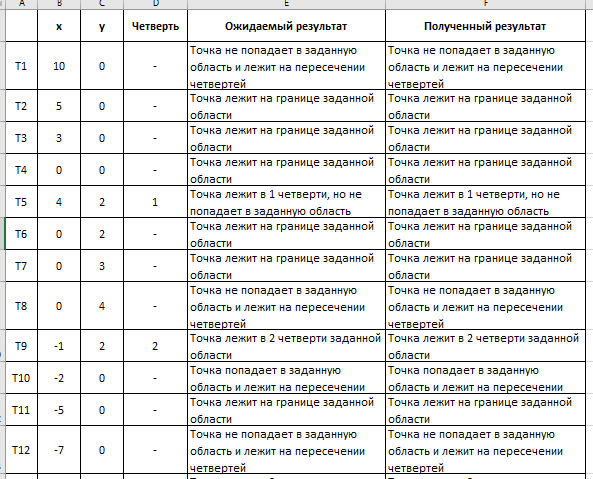 A B C D E F
x y Четверть Ожидаемый результат Полученный результат
Точка не попадает в заданную Точка не попадает в заданную
T1 10 0 - область и лежит на пересечении область и лежит на пересечении
четвертей четвертей
T2 5 0 - Точка лежит на границе заданной Точка лежит на границе заданной
области области
T3 3 0 - Точка лежит на границе заданной Точка лежит на границе заданной
области области
T4 0 0 - Точка лежит на границе заданной Точка лежит на границе заданной
области области
T5 4 2 1 Точка лежит в 1 четверти, но не Точка лежит в 1 четверти, но не
попадает в заданную область попадает в заданную область
T6 0 2 - Точка лежит на границе заданной Точка лежит на границе заданной
области области
T7 0 3 - Точка лежит на границе заданной Точка лежит на границе заданной
области области
Точка не попадает в заданную Точка не попадает в заданную
T8 0 4 - область и лежит на пересечении область и лежит на пересечении
четвертей четвертей
T9 -1 2 2 Точка лежит в 2 четверти заданной Точка лежит в 2 четверти заданной
области области
T10 -2 0 - Точка попадает в заданную Точка попадает в заданную
область и лежит на пересечении область и лежит на пересечении
T11 -5 0 - Точка лежит на границе заданной Точка лежит на границе заданной
области области
Точка не попадает в заданную Точка не попадает в заданную
T12 -7 0 - область и лежит на пересечении область и лежит на пересечении
четвертей четвертей